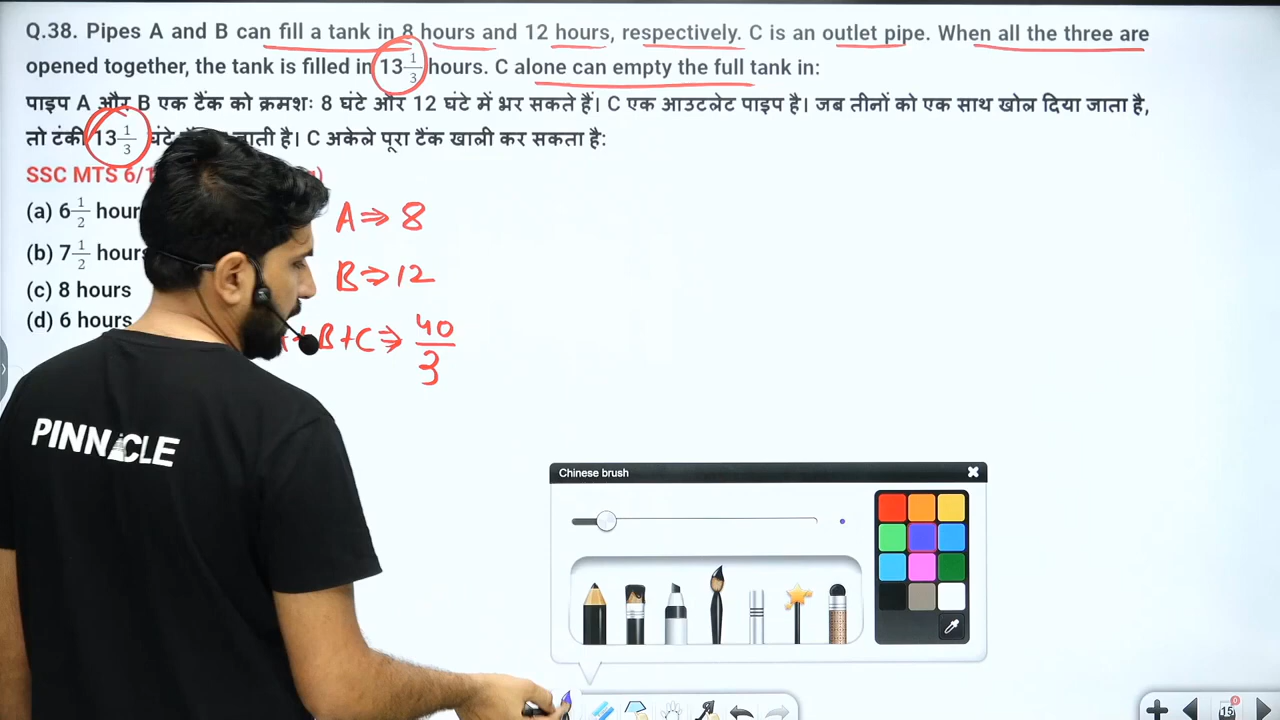 Q.38. Pipes A and B can fill a tank in 8 hours and 12 hours, respectively. C is an outlet pipe. When all the three are
opened together, the tank is filled in 13 1/3 hours. C alone can empty the full tank in:
पाइप A और B एक टैंक को क्रमशः 8 घंटे और 12 घंटे में भर सकते हैं। C एक आउटलेट पाइप है। जब तीनों को एक साथ खोल दिया जाता है,
तो टंकी 13 1/3 घंटे जाती है। C अकेले पूरा टैंक खाली कर सकता है:
SSC MTS
(a) 6 1/2 hour
(b) 7 1/2 hours
(c) 8 hours
(d) 6 hours
A ⇒ 8
B ⇒ 12
+B+C ⇒ 40/3
PINNACLE
Chinese brush
15